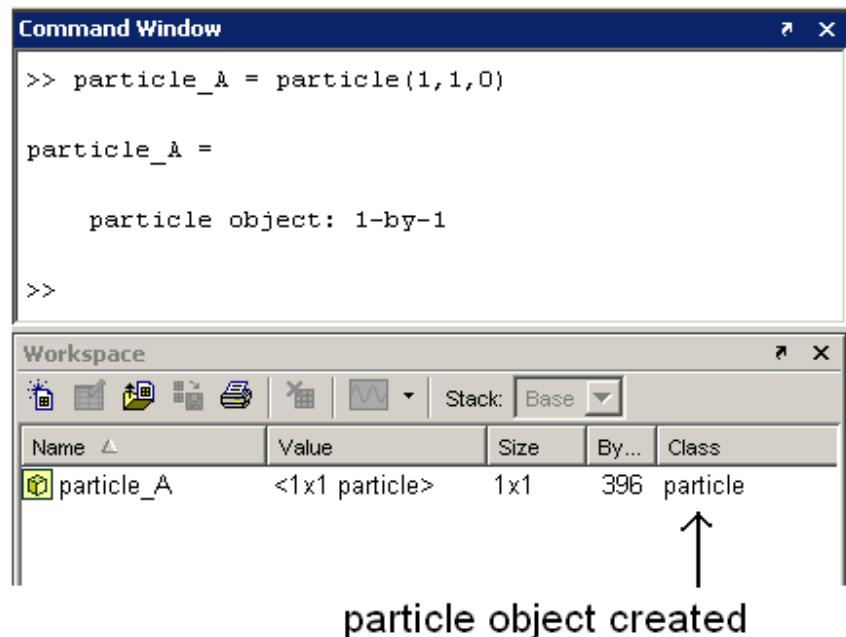 Command Window
>> particle_A = particle(1,1,0)
particle_A =
particle object: 1-by-1
>>
Workspace
Stack: Base
Name Value Size By... Class
particle_A <1x1 particle> 1x1 396 particle
particle object created